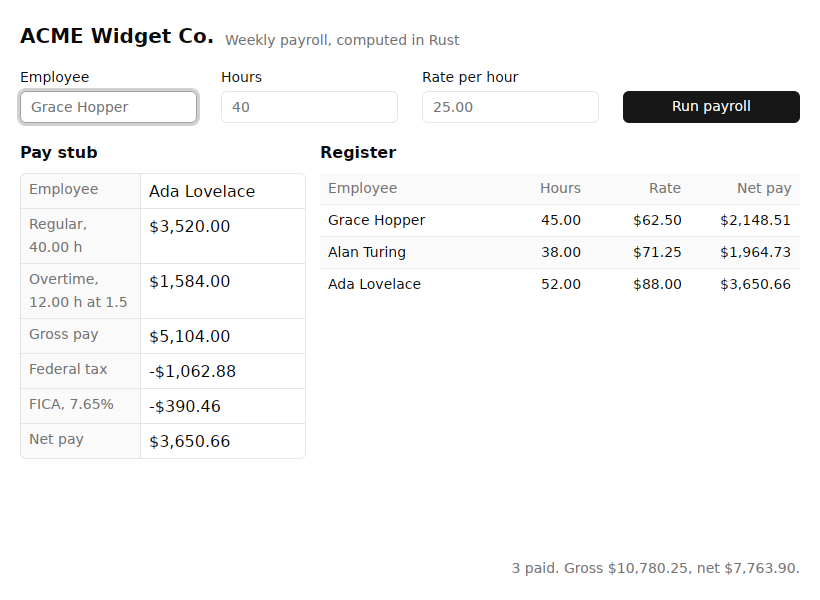 ACME Widget Co. Weekly payroll, computed in Rust
Employee Hours Rate per hour
Grace Hopper 40 25.00 Run payroll
Pay stub
Employee Ada Lovelace
Regular,
40.00 h $3,520.00
Overtime,
12.00 h at 1.5 $1,584.00
Gross pay $5,104.00
Federal tax -$1,062.88
FICA, 7.65% -$390.46
Net pay $3,650.66
Register
Employee Hours Rate Net pay
Grace Hopper 45.00 $62.50 $2,148.51
Alan Turing 38.00 $71.25 $1,964.73
Ada Lovelace 52.00 $88.00 $3,650.66
3 paid. Gross $10,780.25, net $7,763.90.